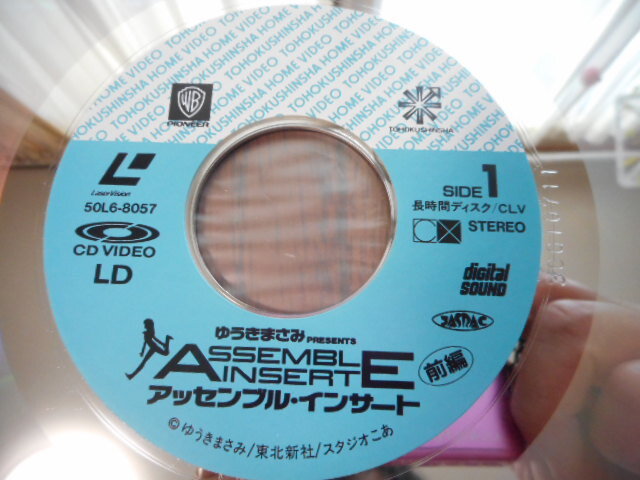 TOHOKUSHINSHA HOME VIDEO TOHOKUSHINSHA HOME VIDEO TOHOKUSHINSHA HOME VIDEO
WB
PIONEER
TOHOKUSHINSHA
LaserVision
50L6-8057
CD VIDEO
LD
SIDE 1
長時間ディスク/CLV
STEREO
digital
SOUND
JASRAC
ゆうきまさみ PRESENTS
ASSEMBLE
INSERT
前編
アッセンブル・インサート
©ゆうきまさみ/東北新社/スタジオこあ